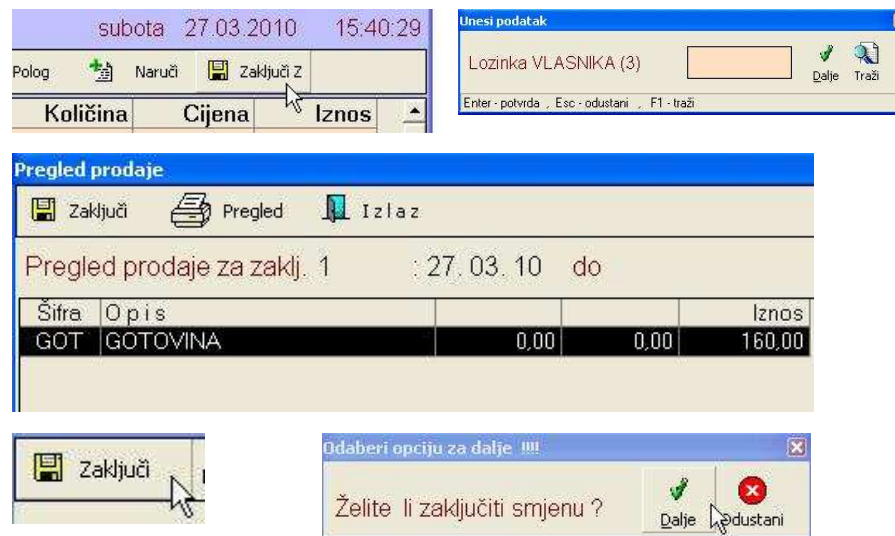 subota 27.03.2010 15:40:29
Polog Naruči Zaključi Z
Količina Cijena Iznos
Unesi podatak
Lozinka VLASNIKA (3)
Dalje Traži
Enter - potvrda , Esc - odustani , F1 - traži
Pregled prodaje
Zaključi Pregled Izlaz
Pregled prodaje za zaklj. 1 : 27. 03. 10 do
Šifra Opis Iznos
GOT GOTOVINA 0,00 0,00 160,00
Zaključi
Odaberi opciju za dalje !!!!
Želite li zaključiti smjenu ?
Dalje Odustani